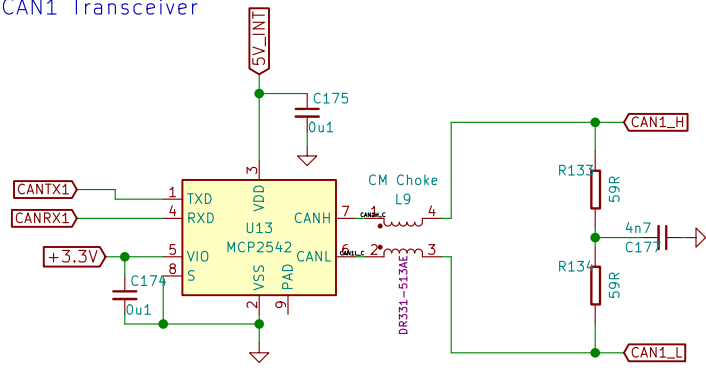 CAN1 Transceiver
5V_INT
C175
0u1
CAN1_H
3
VDD
R133
59R
CM Choke
L9
CANTX1
1
TXD
CANRX1
4
RXD
CANH
7
CAN1H_C
1
4
U13
MCP2542
4n7
C177
+3.3V
5
VIO
CANL
6
CAN1L_C
2
3
8
S
C174
0u1
VSS
PAD
2
9
DR331-513AE
R134
59R
CAN1_L